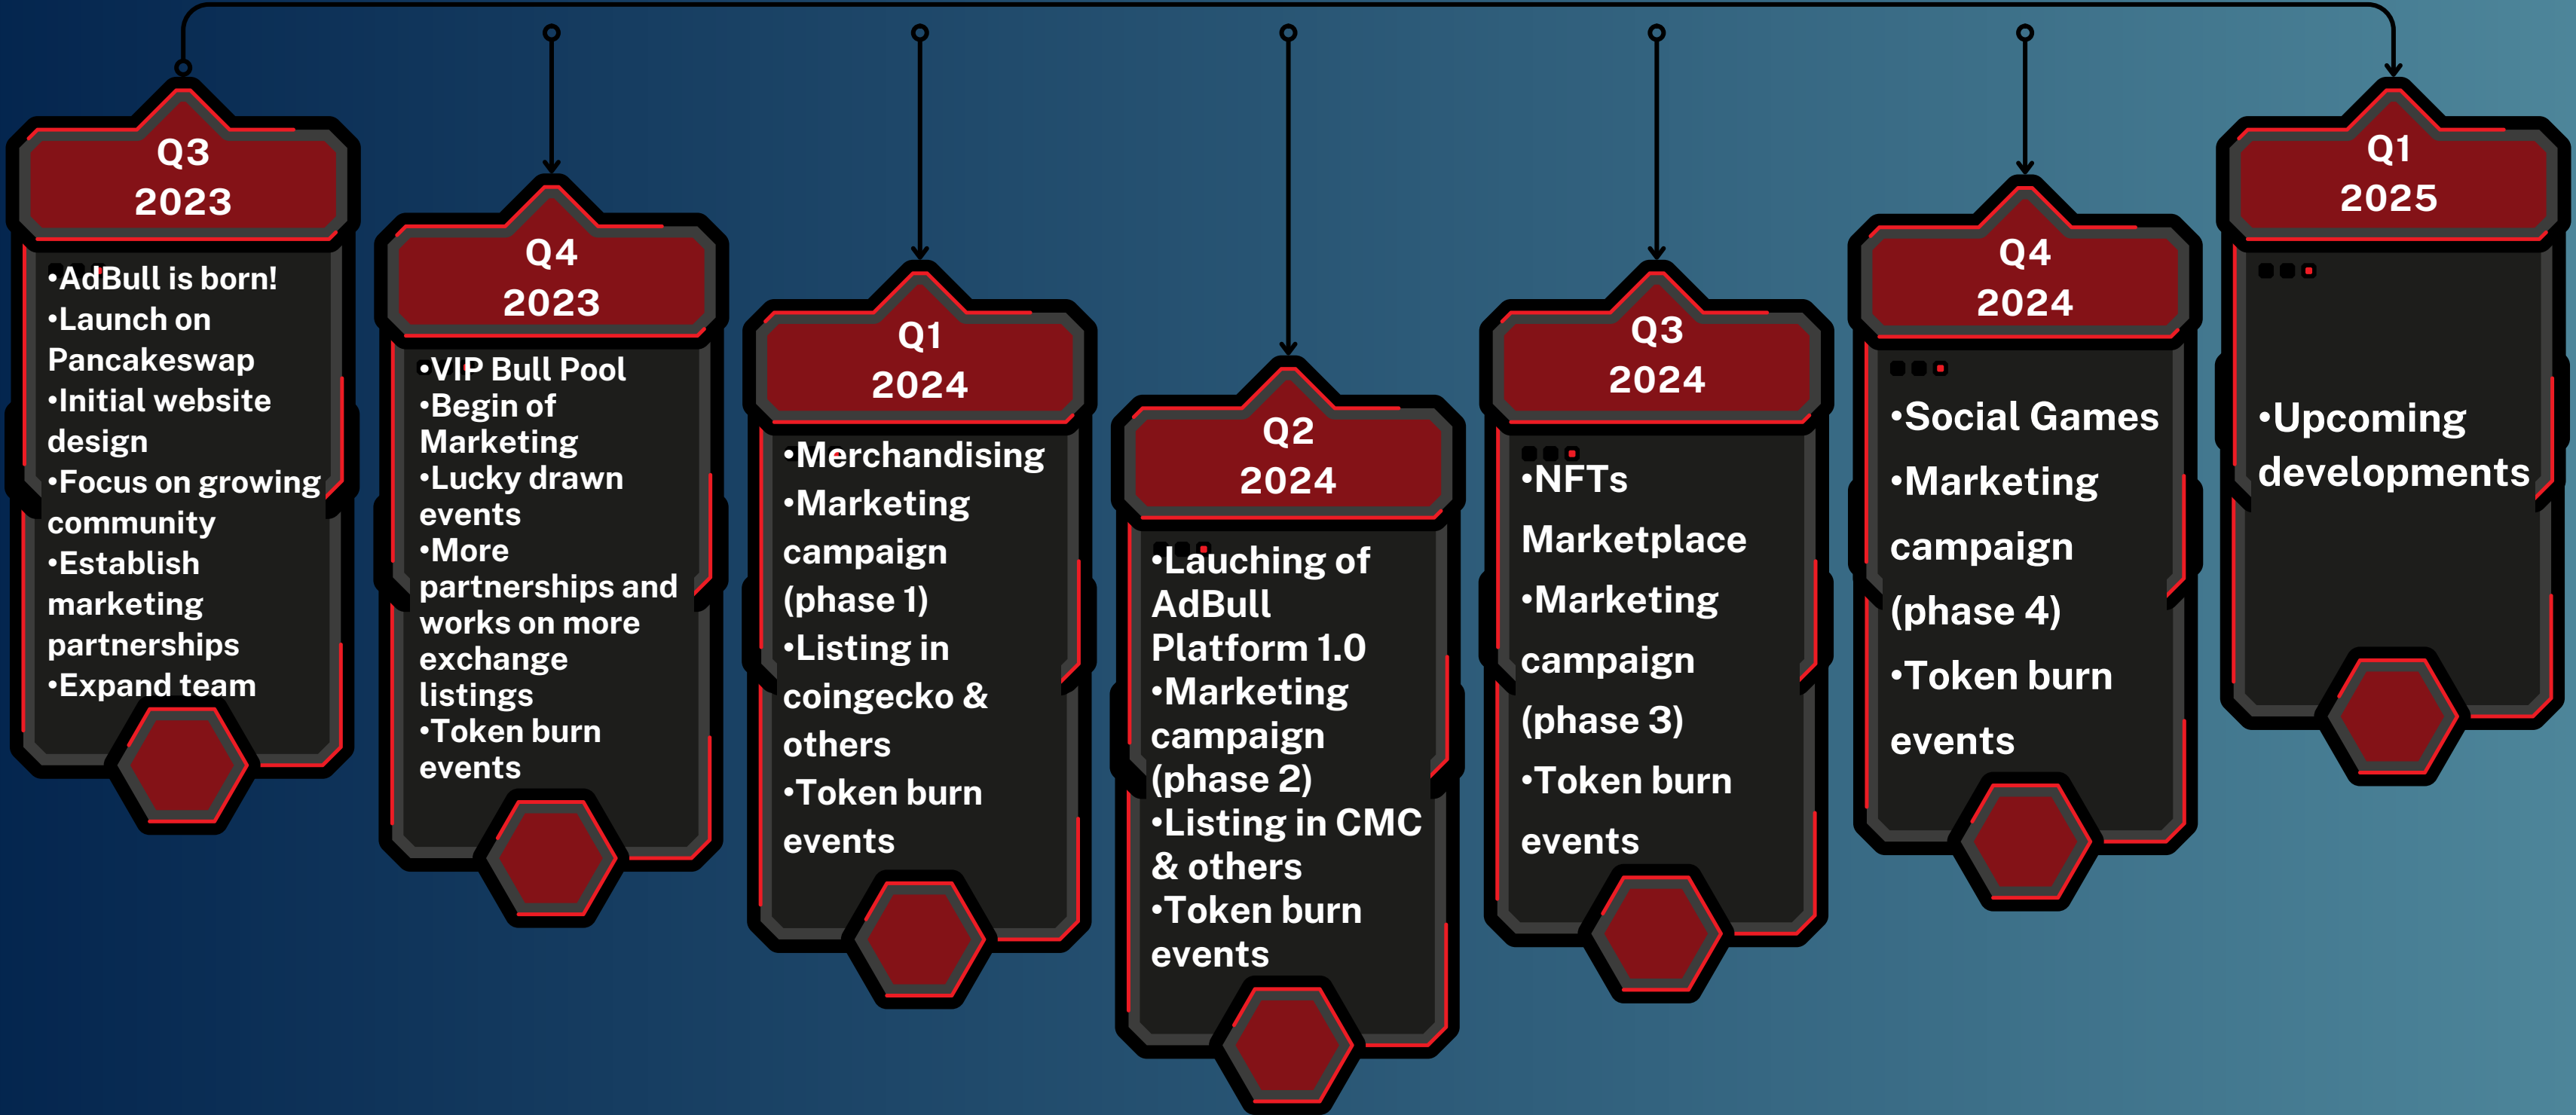 Q3
2023
•AdBull is born!
•Launch on
Pancakeswap
•Initial website
design
•Focus on growing
community
•Establish
marketing
partnerships
•Expand team
Q4
2023
•VIP Bull Pool
•Begin of
Marketing
•Lucky drawn
events
•More
partnerships and
works on more
exchange
listings
•Token burn
events
Q1
2024
•Merchandising
•Marketing
campaign
(phase 1)
•Listing in
coingecko &
others
•Token burn
events
Q2
2024
•Lauching of
AdBull
Platform 1.0
•Marketing
campaign
(phase 2)
•Listing in CMC
& others
•Token burn
events
Q3
2024
•NFTs
Marketplace
•Marketing
campaign
(phase 3)
•Token burn
events
Q4
2024
•Social Games
•Marketing
campaign
(phase 4)
•Token burn
events
Q1
2025
•Upcoming
developments